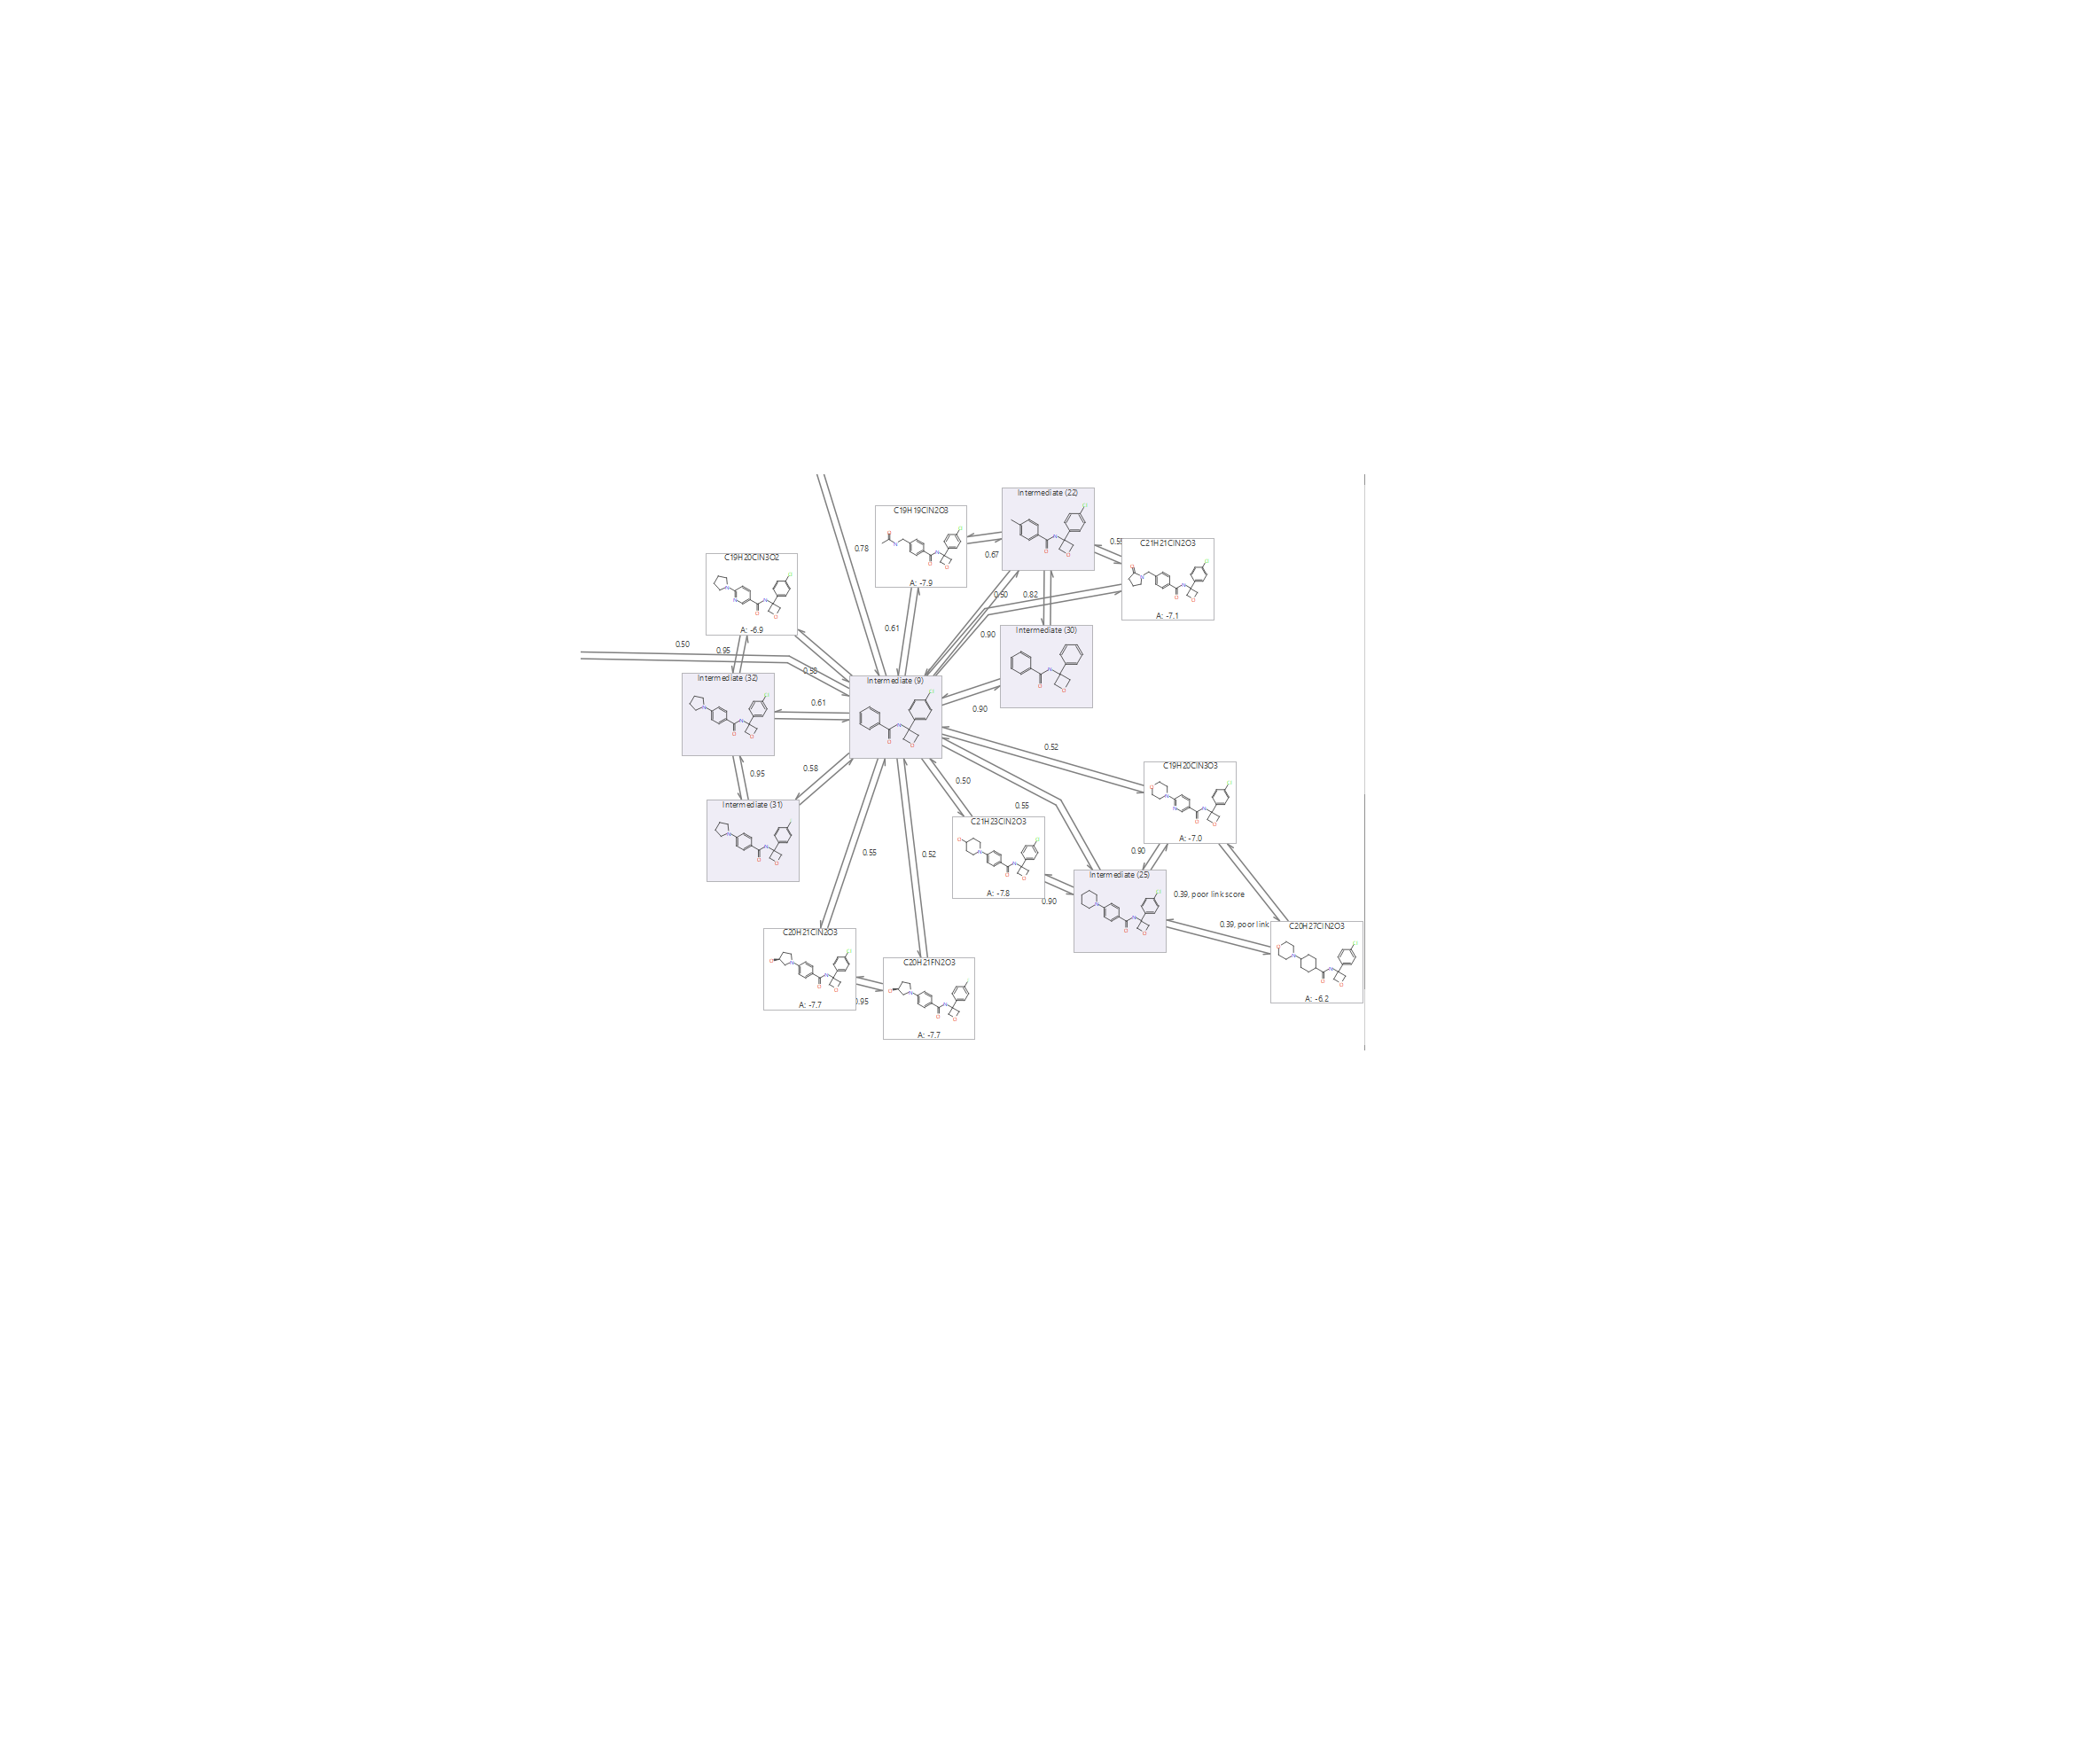 Intermediate (22)
C19H19ClN2O3
A: -7.9
0.78
0.67
C21H21ClN2O3
A: -7.1
C19H20ClN3O2
A: -6.9
0.50
0.82
0.61
0.90
Intermediate (30)
0.50
0.95
0.58
Intermediate (32)
Intermediate (9)
0.61
0.90
0.52
0.95
0.58
0.50
C19H20ClN3O3
A: -7.0
Intermediate (31)
0.55
C21H23ClN2O3
A: -7.8
0.55
0.52
0.90
Intermediate (25)
0.39, poor link score
0.90
0.39, poor link
C20H27ClN2O3
A: -6.2
C20H21ClN2O3
A: -7.7
C20H21FN2O3
A: -7.7